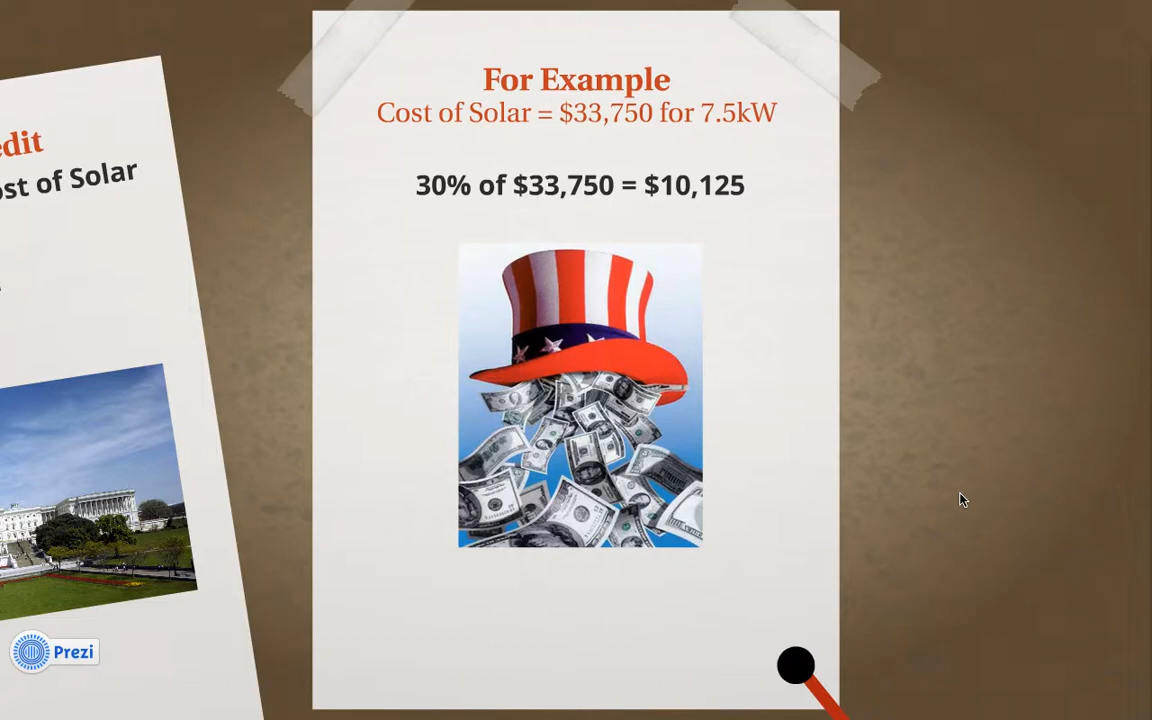 edit
ost of Solar
For Example
Cost of Solar = $33,750 for 7.5kW
30% of $33,750 = $10,125
Prezi